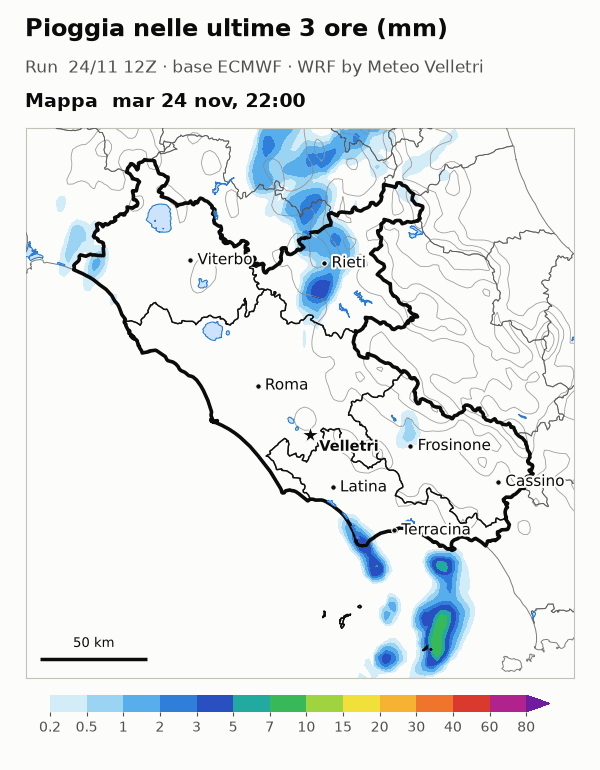 Pioggia nelle ultime 3 ore (mm)
Run  24/11 12Z · base ECMWF · WRF by Meteo Velletri
Mappa  mar 24 nov, 22:00
Viterbo
Rieti
Roma
Velletri
Frosinone
Cassino
Latina
Terracina
50 km
0.2 0.5 1 2 3 5 7 10 15 20 30 40 60 80